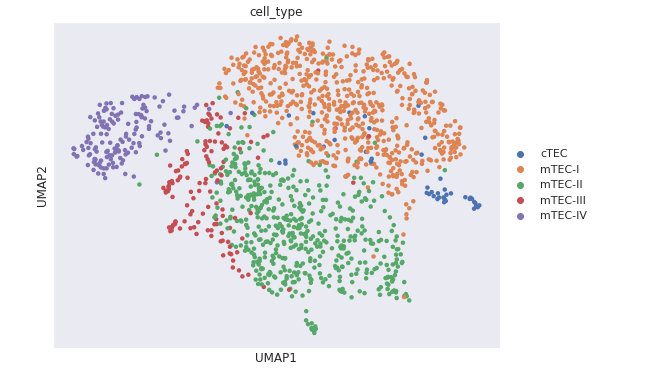 cell_type
UMAP2
cTEC
mTEC-I
mTEC-II
mTEC-III
mTEC-IV
UMAP1